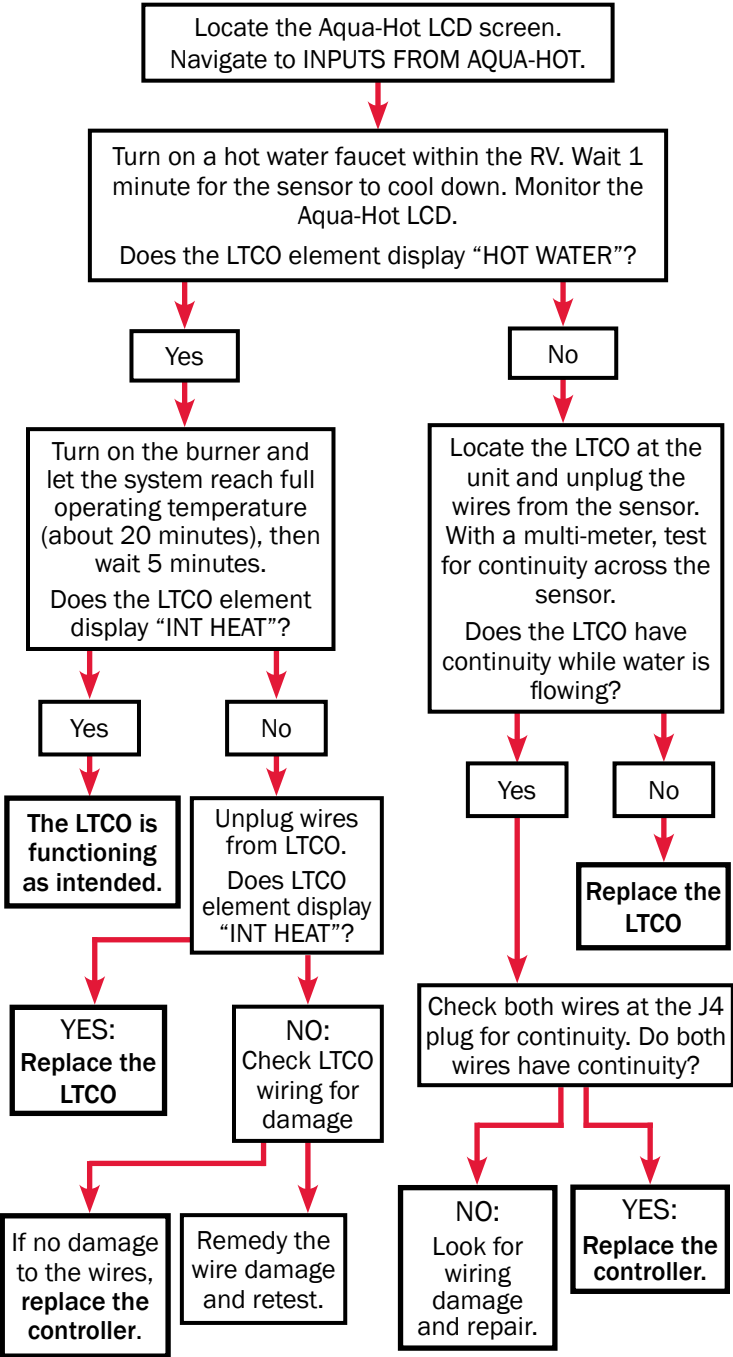 Locate the Aqua-Hot LCD screen.
Navigate to INPUTS FROM AQUA-HOT.
Turn on a hot water faucet within the RV. Wait 1
minute for the sensor to cool down. Monitor the
Aqua-Hot LCD.
Does the LTCO element display “HOT WATER”?
Yes
No
Turn on the burner and
let the system reach full
operating temperature
(about 20 minutes), then
wait 5 minutes.
Does the LTCO element
display “INT HEAT”?
Locate the LTCO at the
unit and unplug the
wires from the sensor.
With a multi-meter, test
for continuity across the
sensor.
Does the LTCO have
continuity while water is
flowing?
Yes
No
Yes
No
The LTCO is
functioning
as intended.
Unplug wires
from LTCO.
Does LTCO
element display
“INT HEAT”?
Replace the
LTCO
YES:
Replace the
LTCO
NO:
Check LTCO
wiring for
damage
Check both wires at the J4
plug for continuity. Do both
wires have continuity?
If no damage
to the wires,
replace the
controller.
Remedy the
wire damage
and retest.
NO:
Look for
wiring
damage
and repair.
YES:
Replace the
controller.